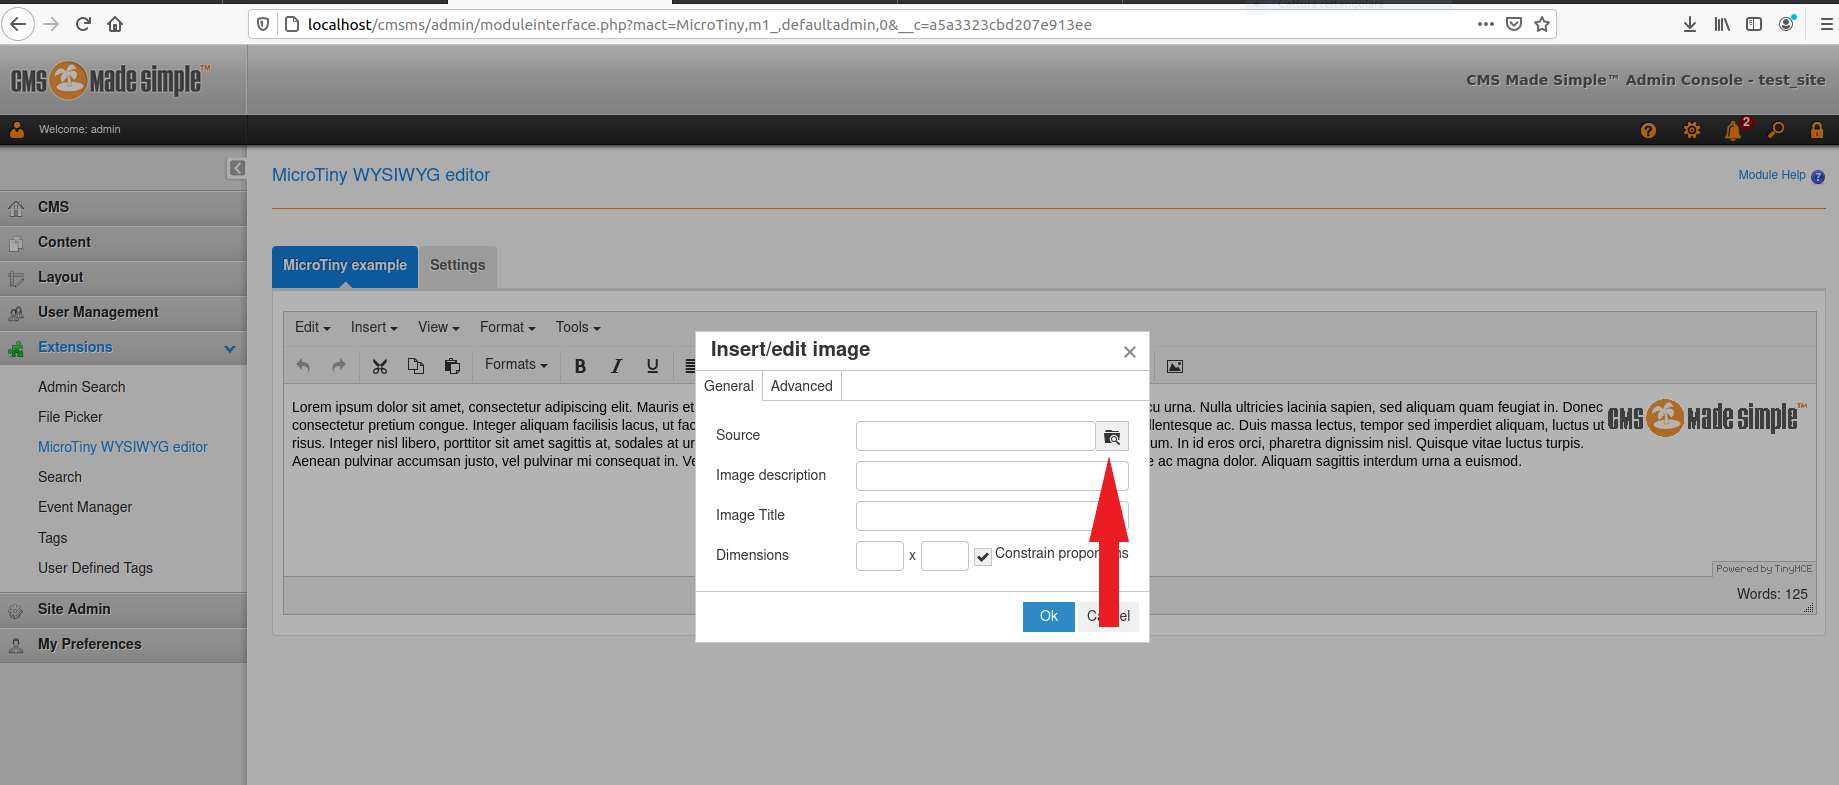 Cattura rettangolare
localhost/cmsms/admin/moduleinterface.php?mact=MicroTiny,m1_,defaultadmin,0&__c=a5a3323cbd207e913ee
CMS Made Simple™
CMS Made Simple™ Admin Console - test_site
Welcome: admin
2
MicroTiny WYSIWYG editor
Module Help
CMS
Content
Layout
User Management
Extensions
Admin Search
File Picker
MicroTiny WYSIWYG editor
Search
Event Manager
Tags
User Defined Tags
Site Admin
My Preferences
MicroTiny example
Settings
Edit Insert View Format Tools
Formats B I U
Lorem ipsum dolor sit amet, consectetur adipiscing elit. Mauris et
cu urna. Nulla ultricies lacinia sapien, sed aliquam quam feugiat in. Donec
consectetur pretium congue. Integer aliquam facilisis lacus, ut fac
llentesque ac. Duis massa lectus, tempor sed imperdiet aliquam, luctus ut
risus. Integer nisl libero, porttitor sit amet sagittis at, sodales at ur
um. In id eros orci, pharetra dignissim nisl. Quisque vitae luctus turpis.
Aenean pulvinar accumsan justo, vel pulvinar mi consequat in. Ve
e ac magna dolor. Aliquam sagittis interdum urna a euismod.
CMS Made Simple™
Powered by TinyMCE
Words: 125
Insert/edit image
General
Advanced
Source
Image description
Image Title
Dimensions
x
Constrain propor ns
Ok
C el